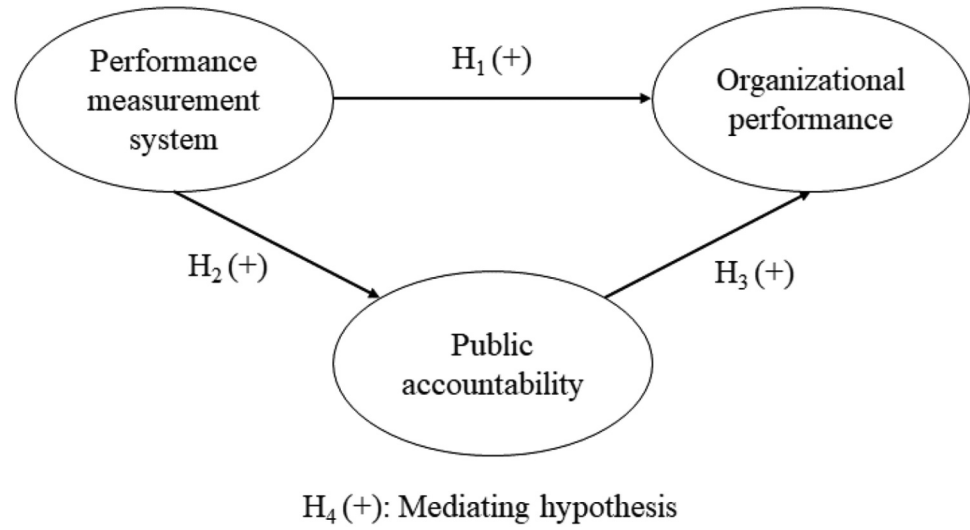 Performance
measurement
system
H₁ (+)
Organizational
performance
H₂ (+)
H₃ (+)
Public
accountability
H₄ (+): Mediating hypothesis